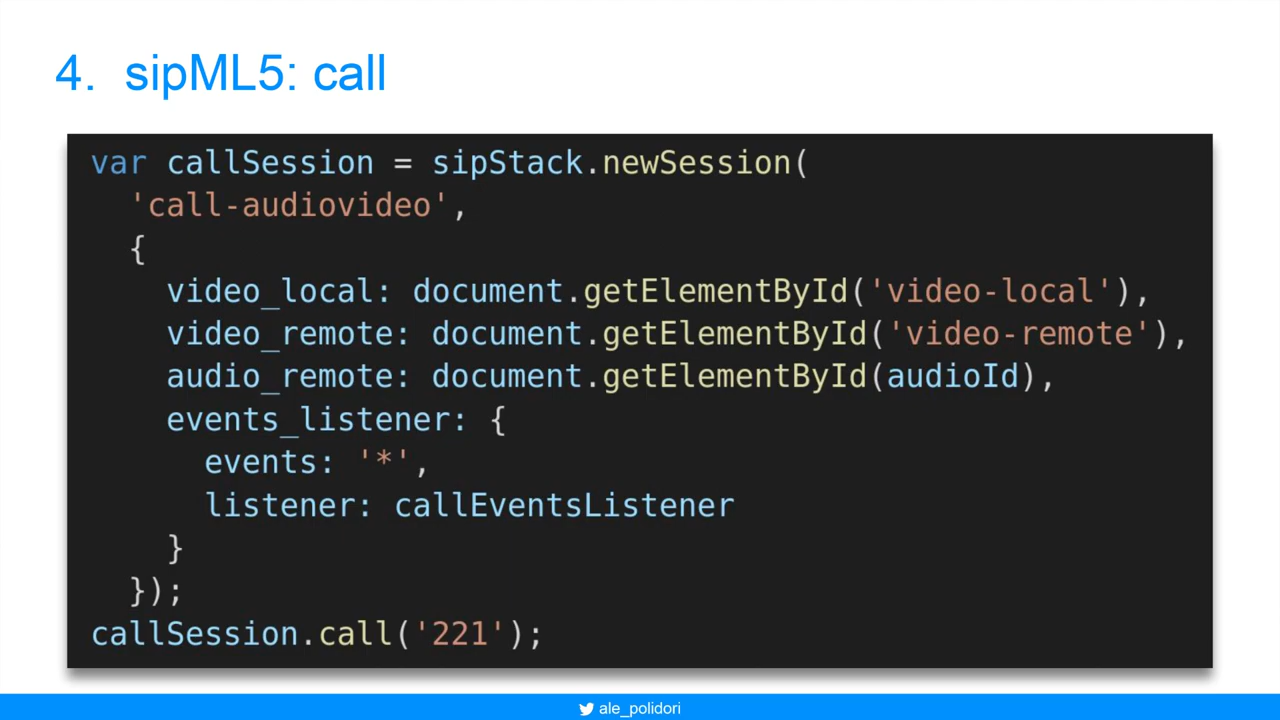 4. sipML5: call
var callSession = sipStack.newSession(
'call-audiovideo',
{
video_local: document.getElementById('video-local'),
video_remote: document.getElementById('video-remote'),
audio_remote: document.getElementById(audioId),
events_listener: {
events: '*',
listener: callEventsListener
}
});
callSession.call('221');
ale_polidori